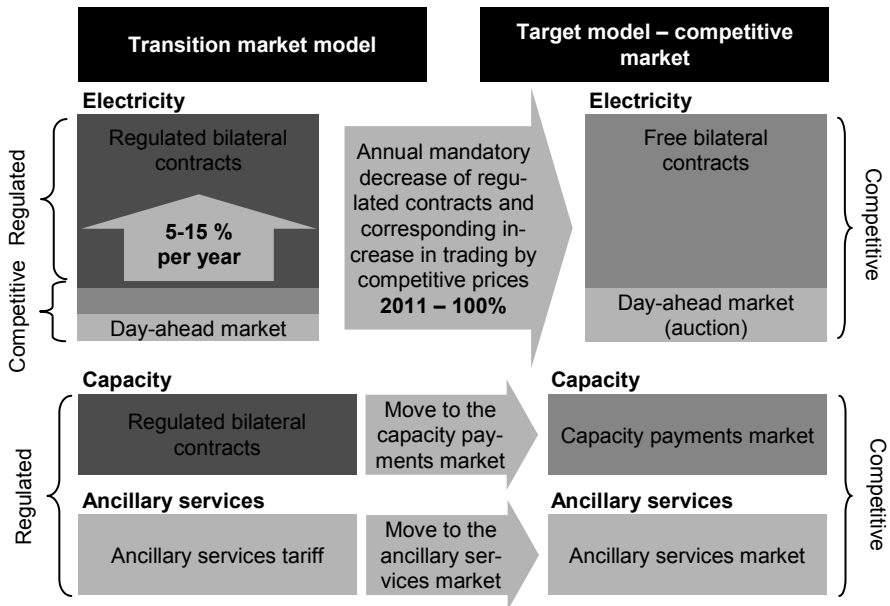 Transition market model
Target model – competitive
market
Electricity
Regulated bilateral
contracts
5-15 %
per year
Day-ahead market
Regulated
Competitive
Annual mandatory
decrease of regu-
lated contracts and
corresponding in-
crease in trading by
competitive prices
2011 – 100%
Electricity
Free bilateral
contracts
Day-ahead market
(auction)
Competitive
Capacity
Regulated bilateral
contracts
Move to the
capacity pay-
ments market
Capacity
Capacity payments market
Regulated
Ancillary services
Ancillary services tariff
Move to the
ancillary ser-
vices market
Ancillary services
Ancillary services market
Competitive